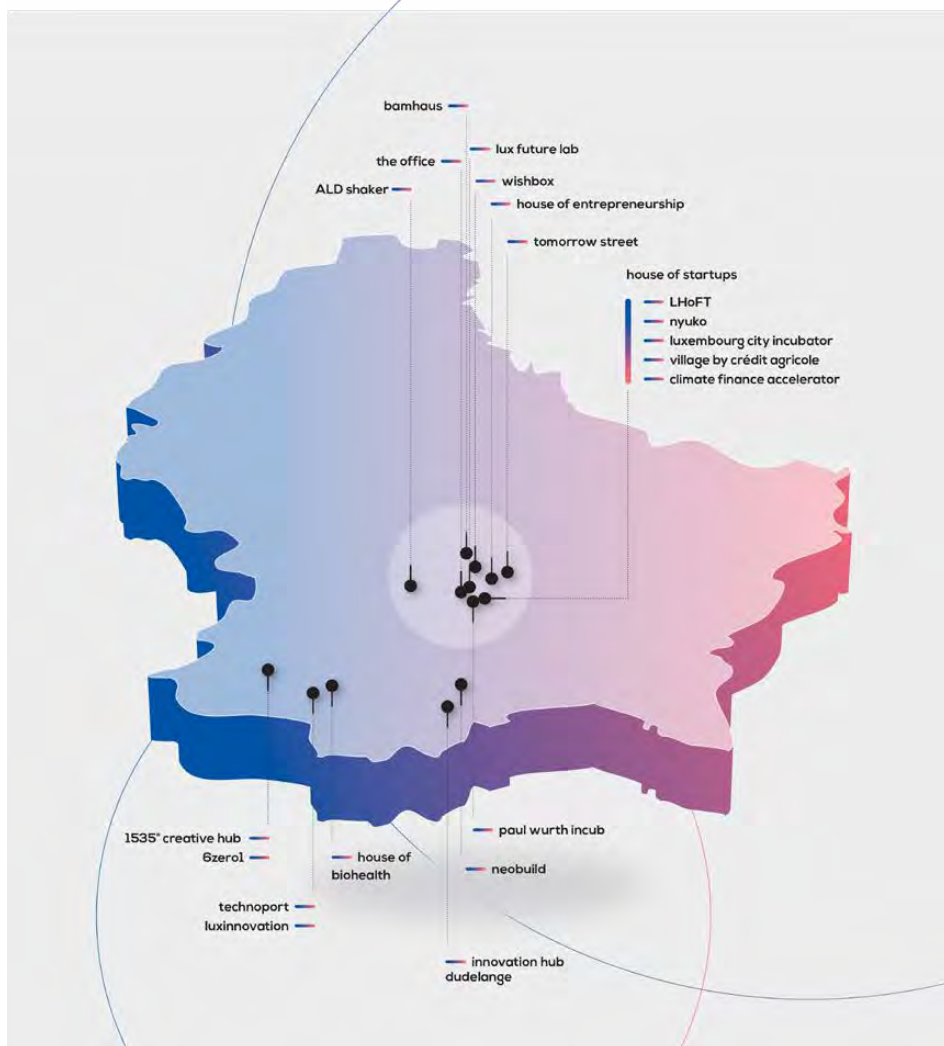 bamhaus
lux future lab
the office
wishbox
ALD shaker
house of entrepreneurship
tomorrow street
house of startups
LHoFT
nyuko
luxembourg city incubator
village by crédit agricole
climate finance accelerator
paul wurth incub
1535° creative hub
6zero1
house of
biohealth
neobuild
technoport
luxinnovation
innovation hub
dudelange